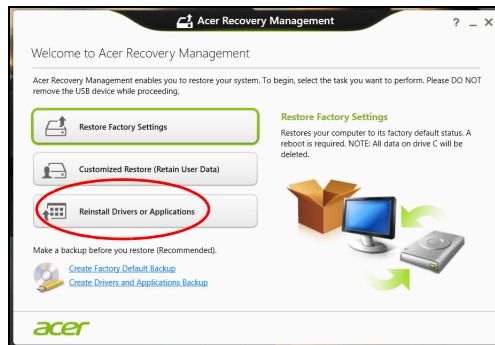 Acer Recovery Management
? _ X
Welcome to Acer Recovery Management
Acer Recovery Management enables you to restore your system. To begin, select the task you want to perform. Please DO NOT
remove the USB device while proceeding.
Restore Factory Settings
Customized Restore (Retain User Data)
Reinstall Drivers or Applications
Restore Factory Settings
Restores your computer to its factory default status. A
reboot is required. NOTE: All data on drive C will be
deleted.
Make a backup before you restore (Recommended).
Create Factory Default Backup
Create Drivers and Applications Backup
acer